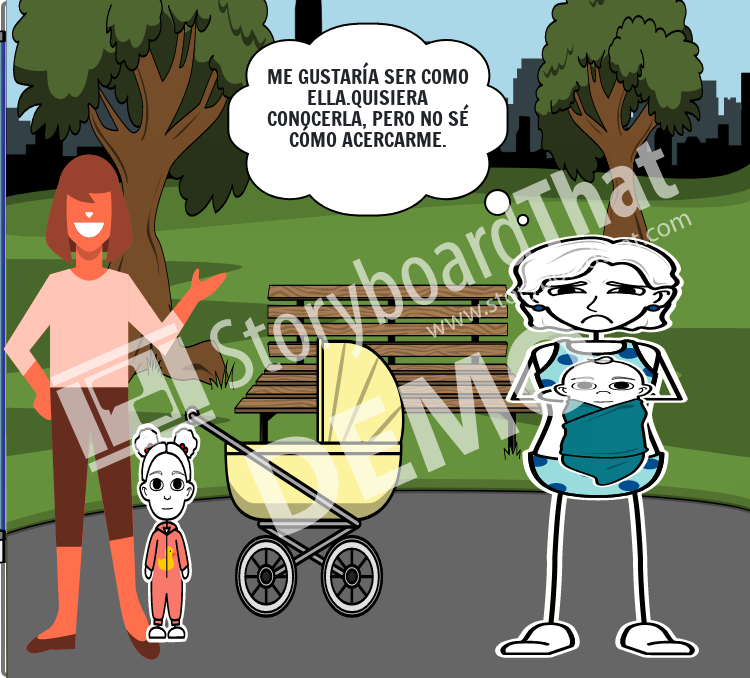 ME GUSTARÍA SER COMO
ELLA.QUISIERA
CONOCERLA, PERO NO SÉ
CÓMO ACERCARME.
StoryboardThat
DEMO